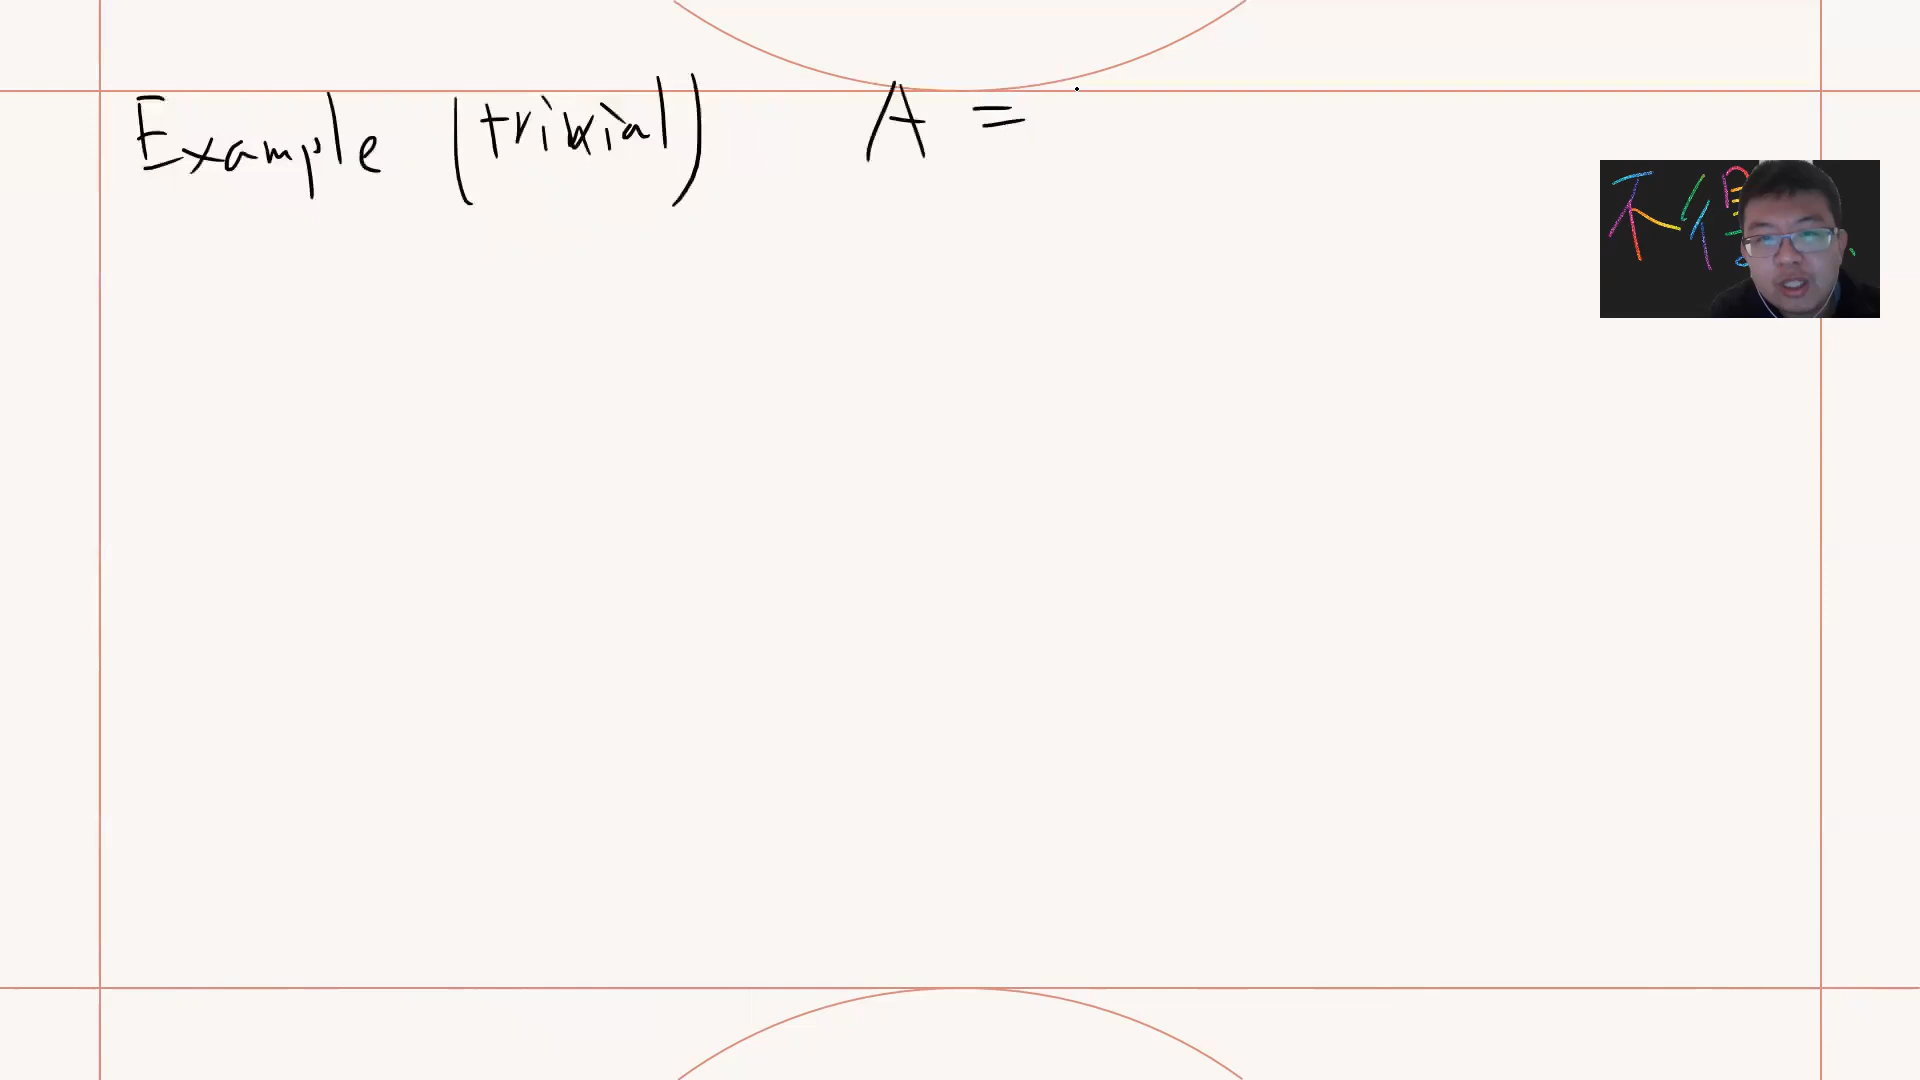 Example (trivial) A =
不